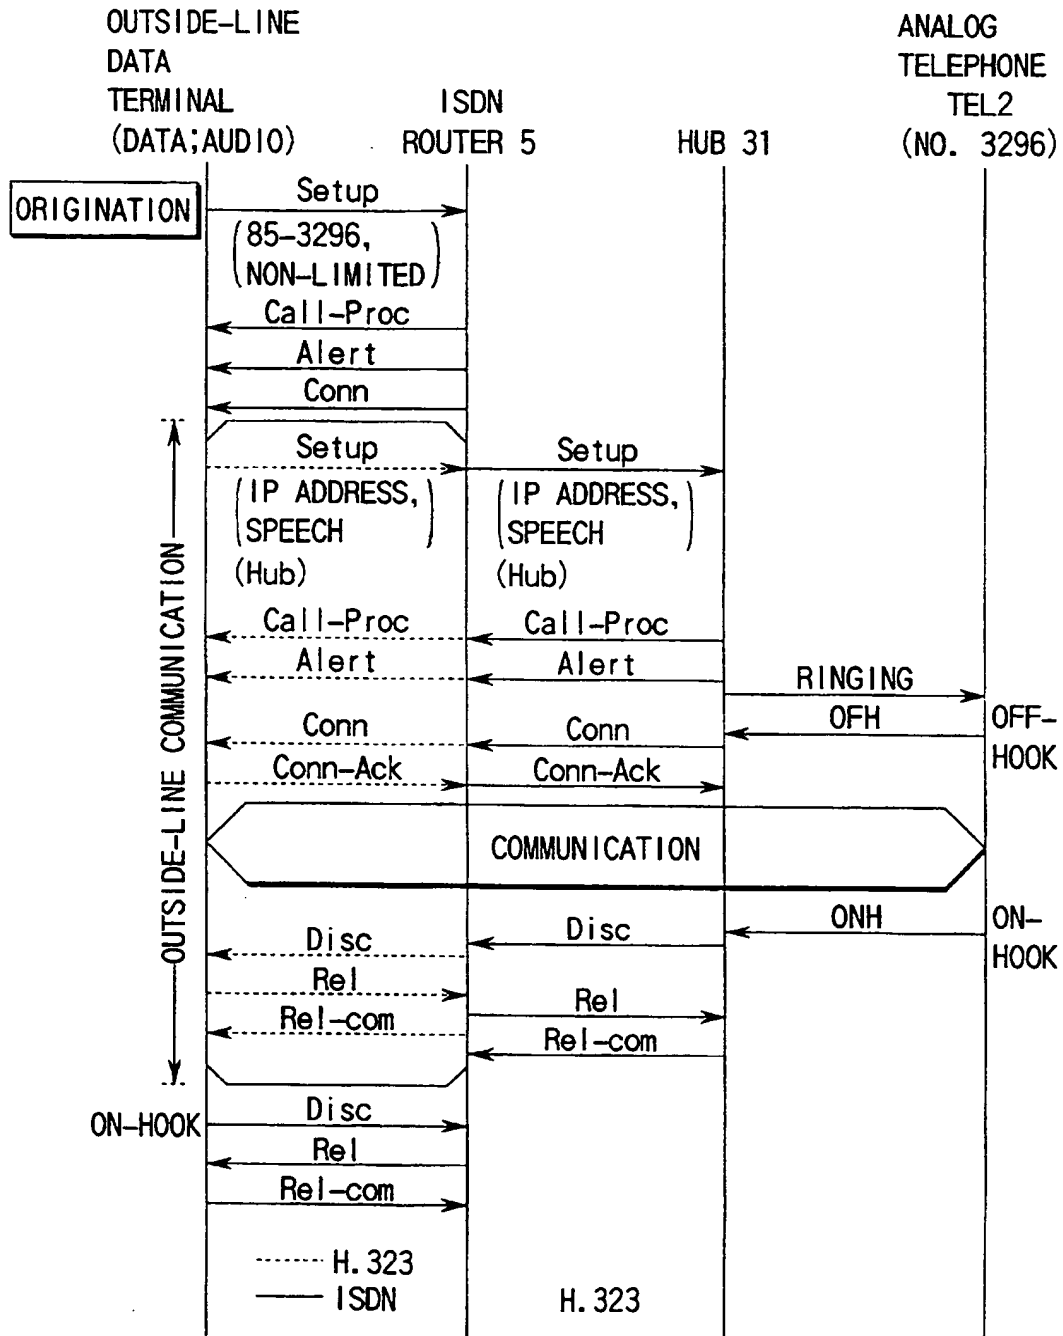 OUTSIDE-LINE
DATA
TERMINAL
(DATA;AUDIO)
ISDN
ROUTER 5
HUB 31
ANALOG
TELEPHONE
TEL2
(NO. 3296)
ORIGINATION
Setup
(85-3296,
NON-LIMITED)
Call-Proc
Alert
Conn
OUTSIDE-LINE COMMUNICATION
Setup
Setup
(IP ADDRESS,
SPEECH)
(Hub)
(IP ADDRESS,
SPEECH)
(Hub)
Call-Proc
Call-Proc
Alert
Alert
RINGING
OFH
OFF-
HOOK
Conn
Conn
Conn-Ack
Conn-Ack
COMMUNICATION
ONH
ON-
HOOK
Disc
Disc
Rel
Rel
Rel-com
Rel-com
ON-HOOK
Disc
Rel
Rel-com
H.323
ISDN
H.323